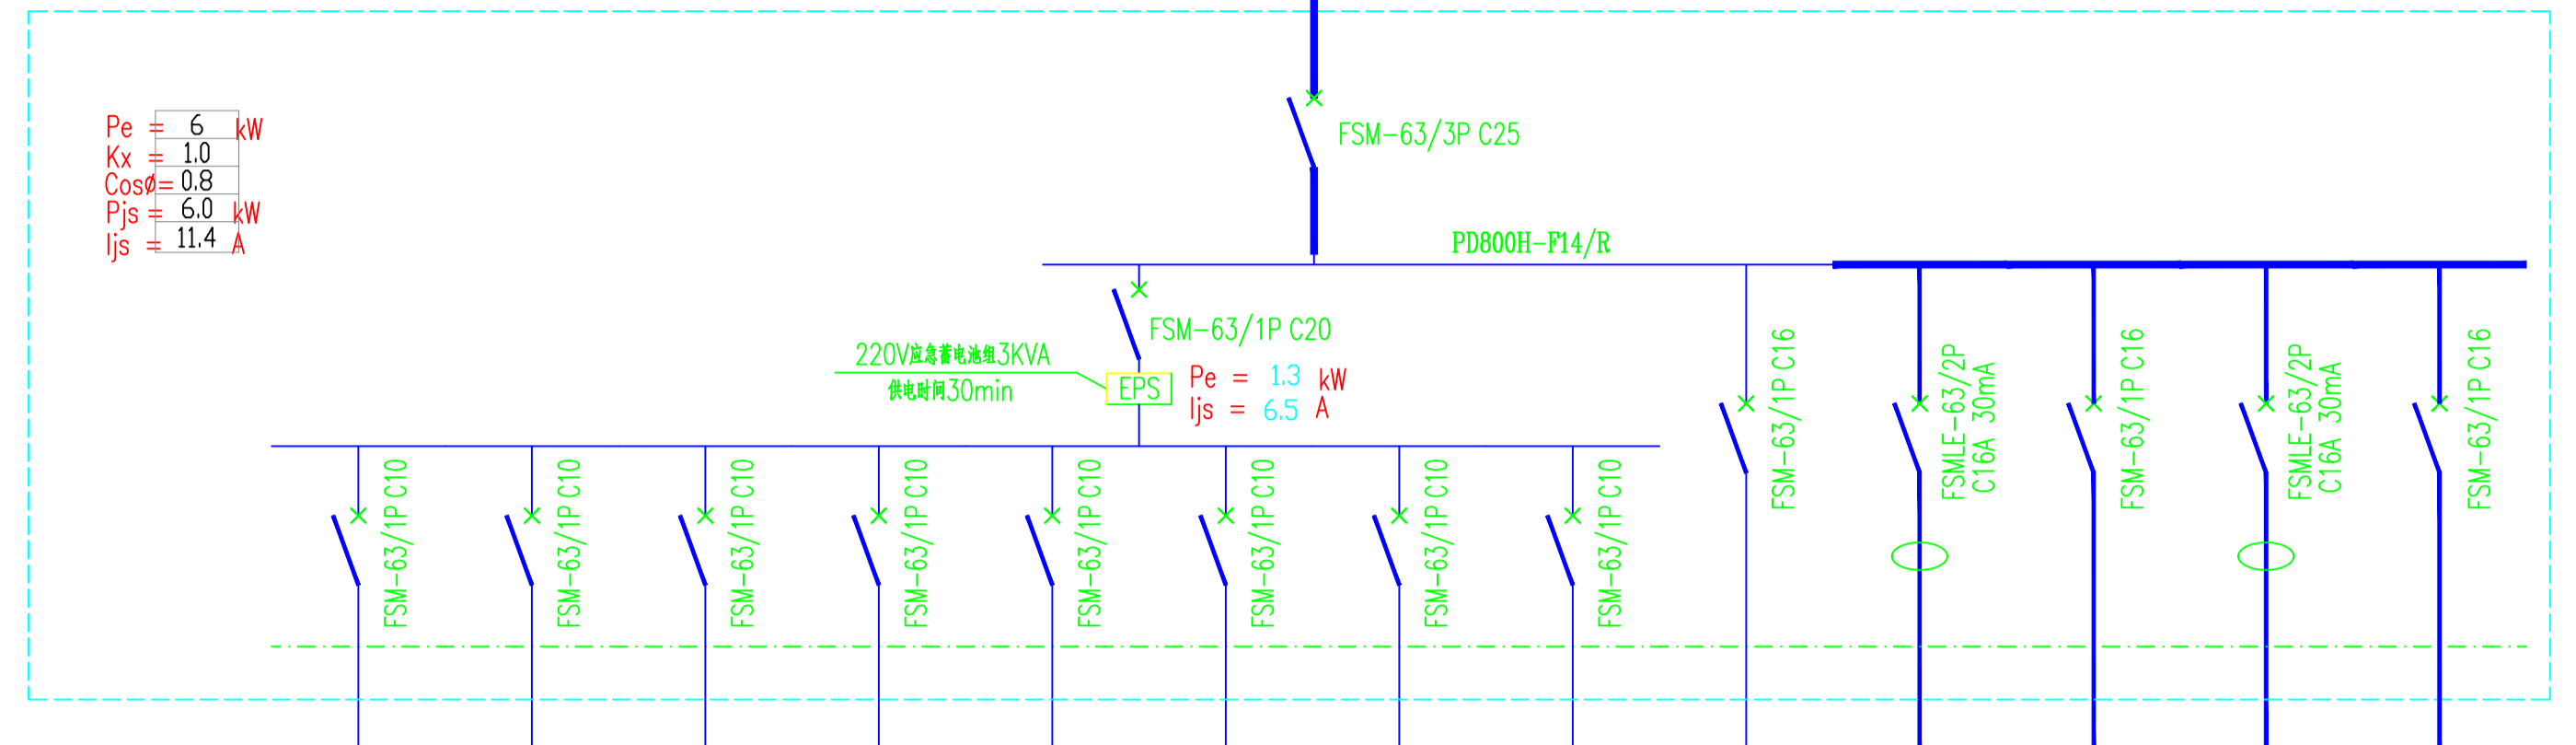 Pe = 6 kW
Kx = 1.0
CosØ= 0.8
Pjs = 6.0 kW
Ijs = 11.4 A
FSM-63/3P C25
PD800H-F14/R
FSM-63/1P C20
220V应急蓄电池组3KVA
供电时间30min
EPS
Pe = 1.3 kW
Ijs = 6.5 A
FSM-63/1P C10
FSM-63/1P C10
FSM-63/1P C10
FSM-63/1P C10
FSM-63/1P C10
FSM-63/1P C10
FSM-63/1P C10
FSM-63/1P C10
FSM-63/1P C16
FSMLE-63/2P
C16A 30mA
FSM-63/1P C16
FSMLE-63/2P
C16A 30mA
FSM-63/1P C16